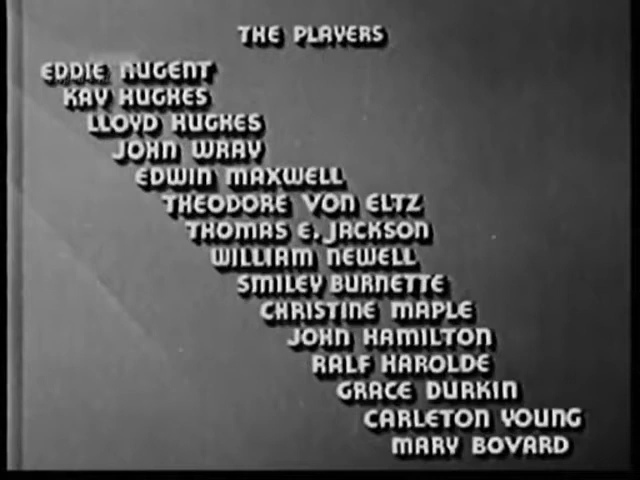 THE PLAYERS
EDDIE NUGENT
KAY HUGHES
LLOYD HUGHES
JOHN WRAY
EDWIN MAXWELL
THEODORE VON ELTZ
THOMAS E. JACKSON
WILLIAM NEWELL
SMILEY BURNETTE
CHRISTINE MAPLE
JOHN HAMILTON
RALF HAROLDE
GRACE DURKIN
CARLETON YOUNG
MARY BOVARD